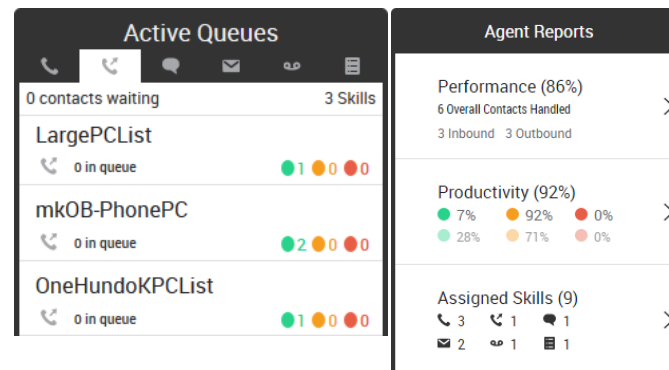 Active Queues
0 contacts waiting 3 Skills
LargePCList
0 in queue 1 0 0
mkOB-PhonePC
0 in queue 2 0 0
OneHundoKPCList
0 in queue 1 0 0
Agent Reports
Performance (86%)
6 Overall Contacts Handled
3 Inbound 3 Outbound
Productivity (92%)
7% 92% 0%
28% 71% 0%
Assigned Skills (9)
3 1 1
2 1 1